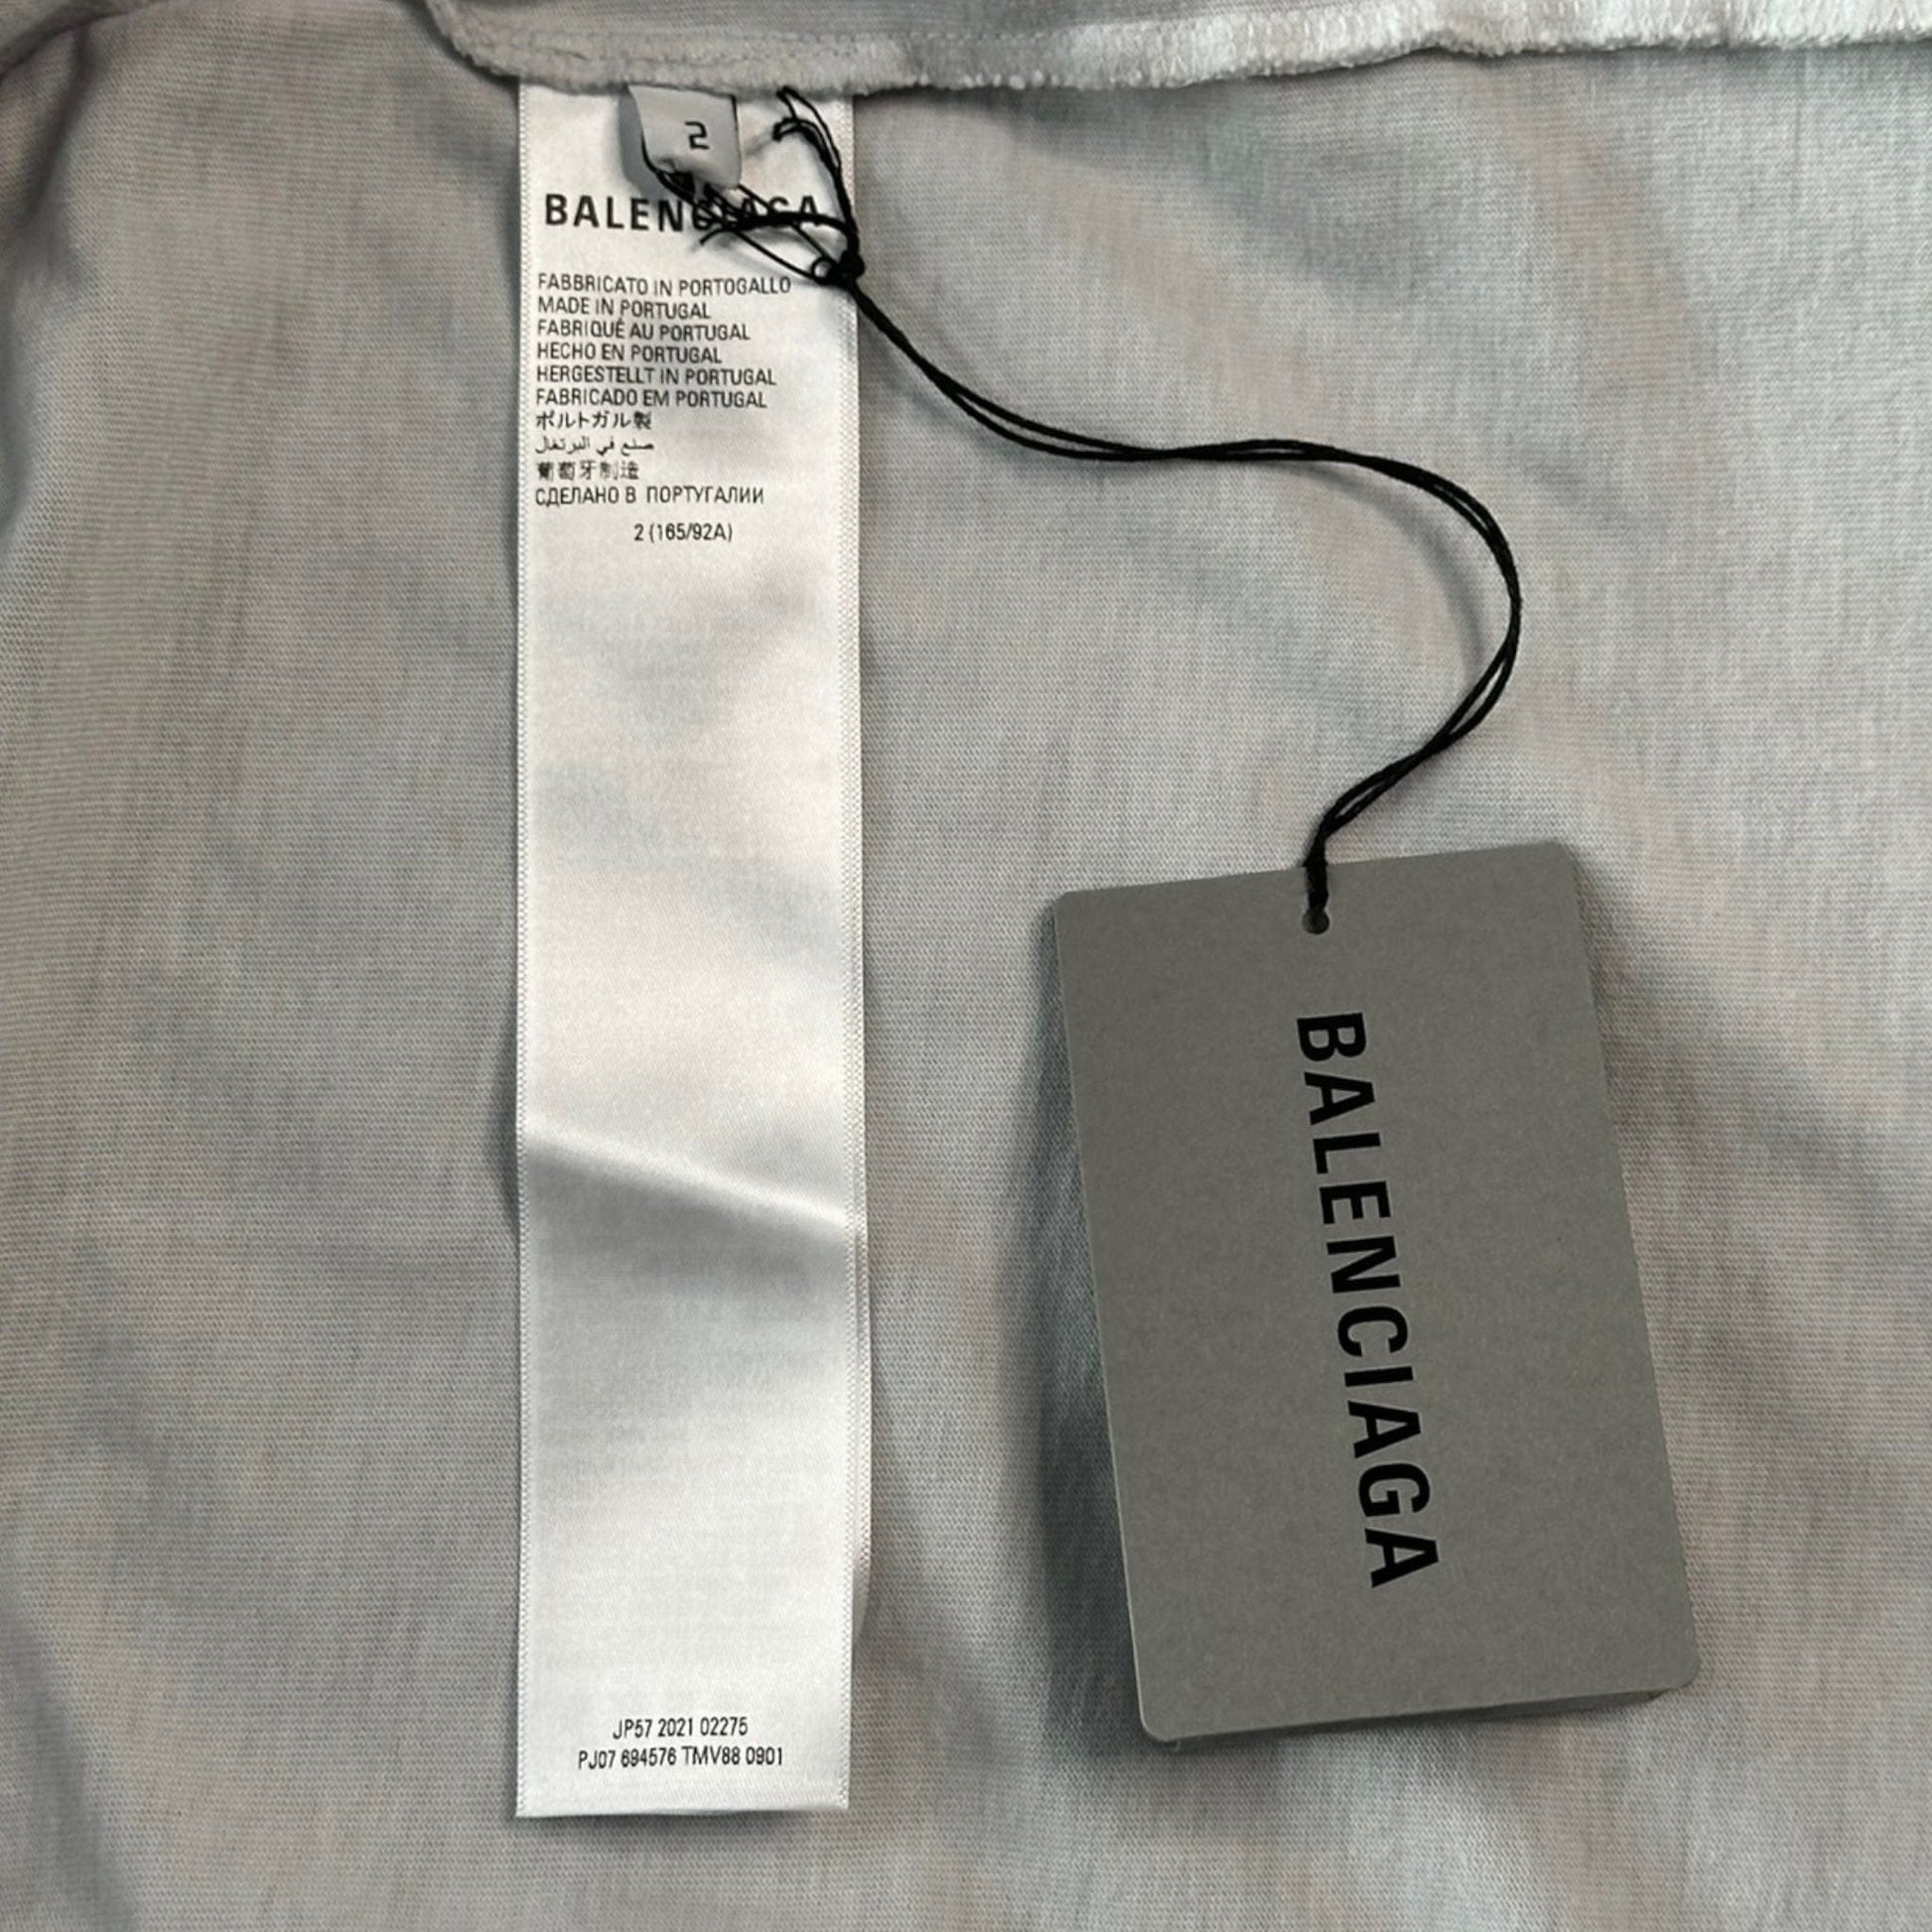 2
BALENCIAGA
FABBRICATO IN PORTOGALLO
MADE IN PORTUGAL
FABRIQUÉ AU PORTUGAL
HECHO EN PORTUGAL
HERGESTELLT IN PORTUGAL
FABRICADO EM PORTUGAL
ポルトガル製
صنع في البرتغال
葡萄牙制造
СДЕЛАНО В ПОРТУГАЛИИ
2 (165/92A)
JP57 2021 02275
PJ07 694576 TMV88 0901
BALENCIAGA